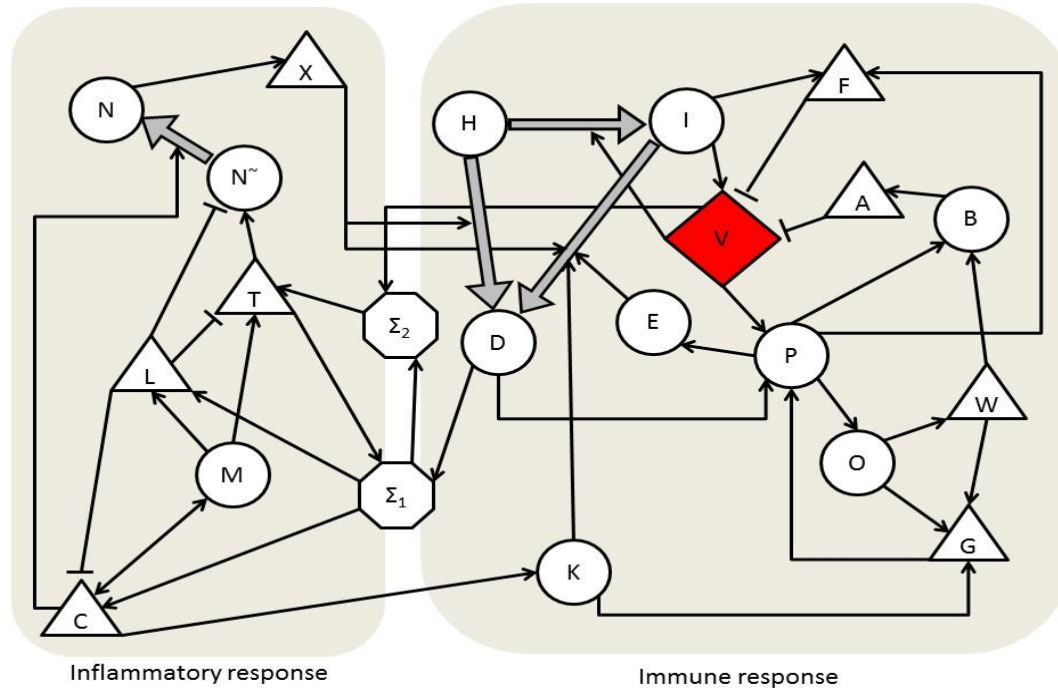 X
F
N
H
I
N~
A
B
V
T
Σ₂
E
D
P
L
W
M
O
Σ₁
G
K
C
Inflammatory response
Immune response